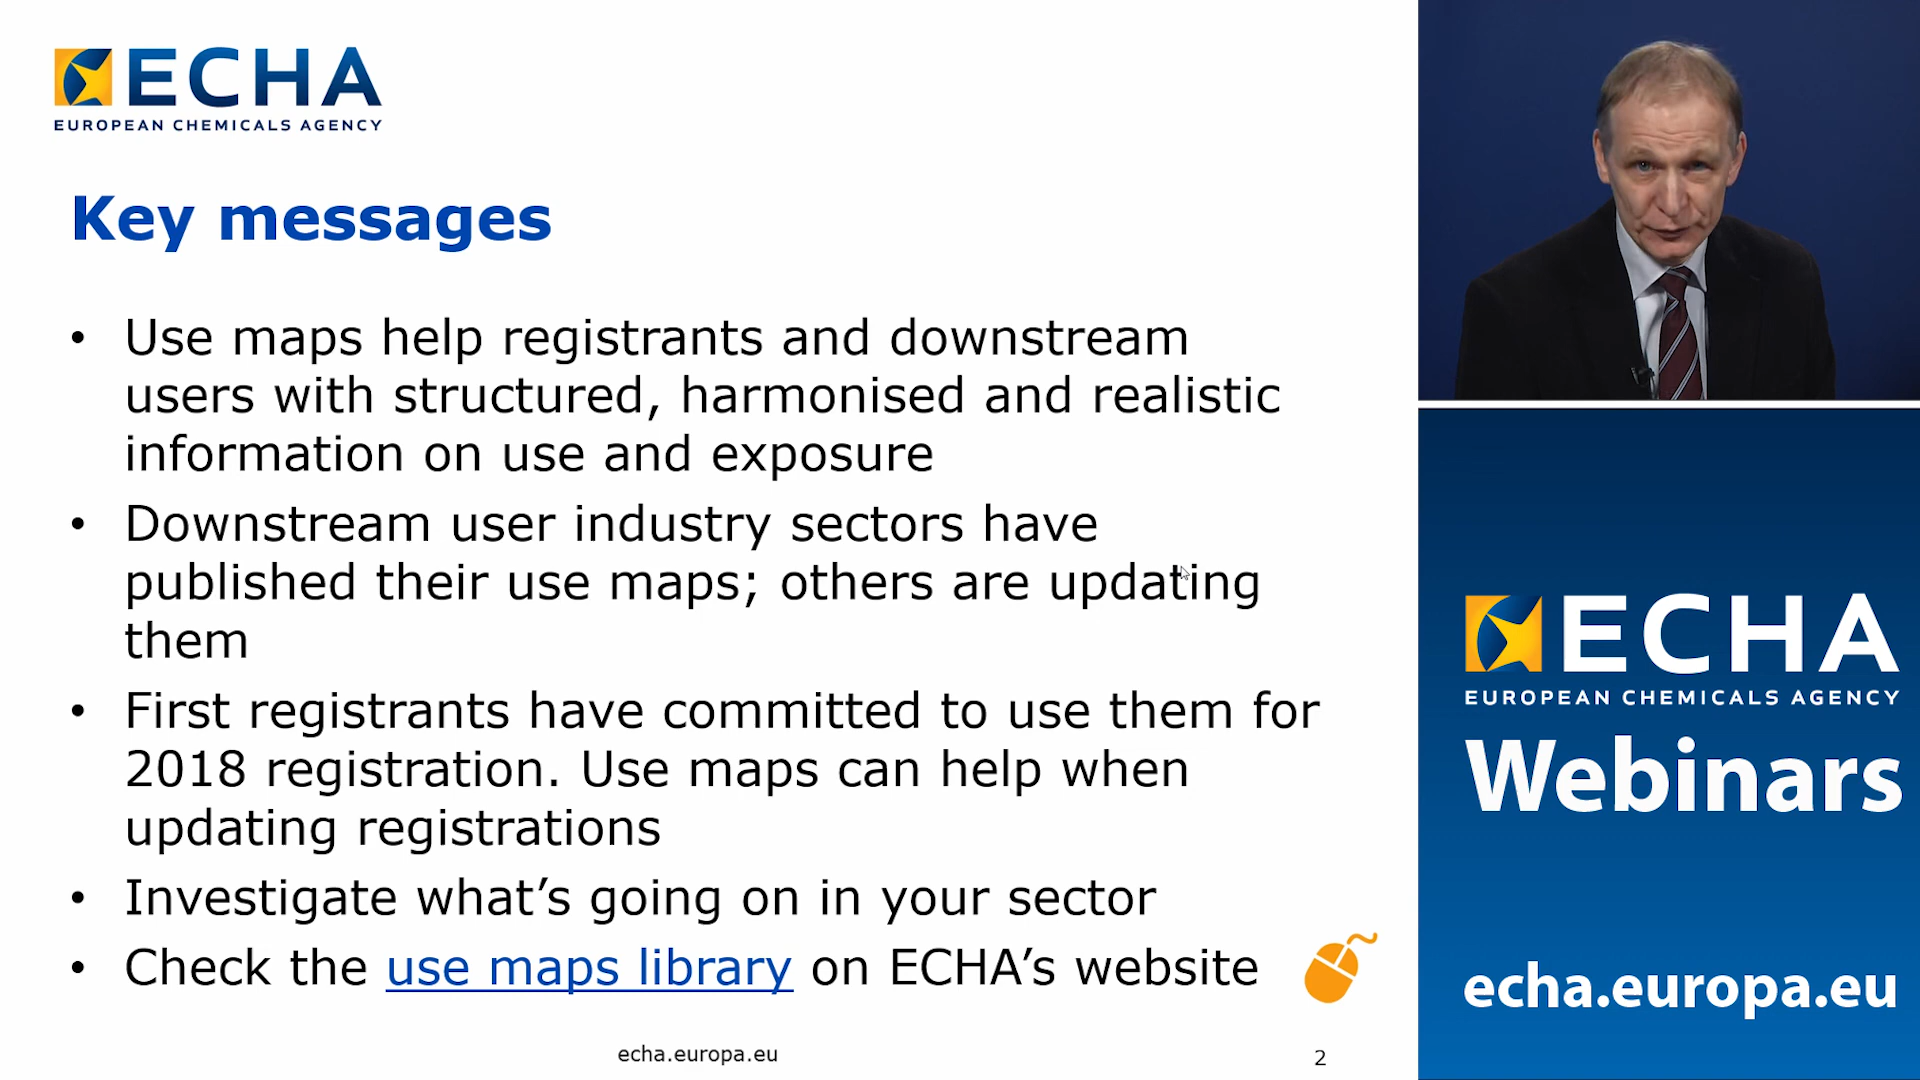 ECHA
EUROPEAN CHEMICALS AGENCY
Key messages
• Use maps help registrants and downstream
users with structured, harmonised and realistic
information on use and exposure
• Downstream user industry sectors have
published their use maps; others are updating
them
• First registrants have committed to use them for
2018 registration. Use maps can help when
updating registrations
• Investigate what’s going on in your sector
• Check the use maps library on ECHA’s website
echa.europa.eu
2
ECHA
EUROPEAN CHEMICALS AGENCY
Webinars
echa.europa.eu